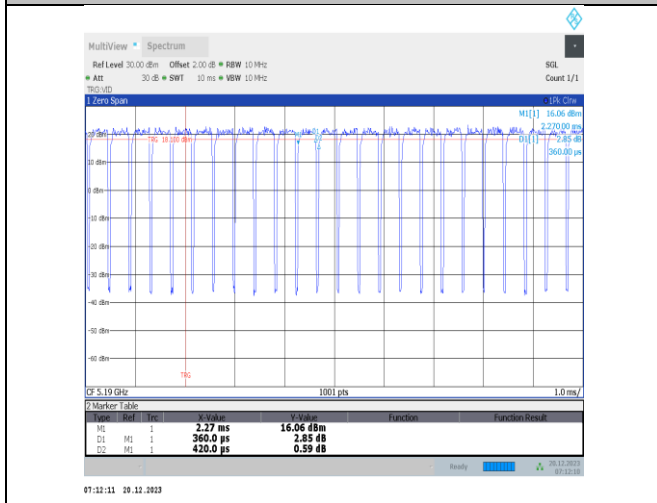 MultiView Spectrum
Ref Level 30.00 dBm Offset 2.00 dB RBW 10 MHz SGL
Att 30 dB SWT 10 ms VBW 10 MHz Count 1/1
TRG:VID
1 Zero Span 1Pk Clrw
M1[1] 16.06 dBm
2.270 00 ms
20 dBm
TRG 18.100 dBm D1[1] 2.85 dB
360.00 µs
10 dBm
0 dBm
-10 dBm
-20 dBm
-30 dBm
-40 dBm
-50 dBm
-60 dBm
TRG
CF 5.19 GHz 1001 pts 1.0 ms/
2 Marker Table
Type Ref Trc X-Value Y-Value Function Function Result
M1 1 2.27 ms 16.06 dBm
D1 M1 1 360.0 µs 2.85 dB
D2 M1 1 420.0 µs 0.59 dB
Ready 20.12.2023
07:12:10
07:12:11 20.12.2023